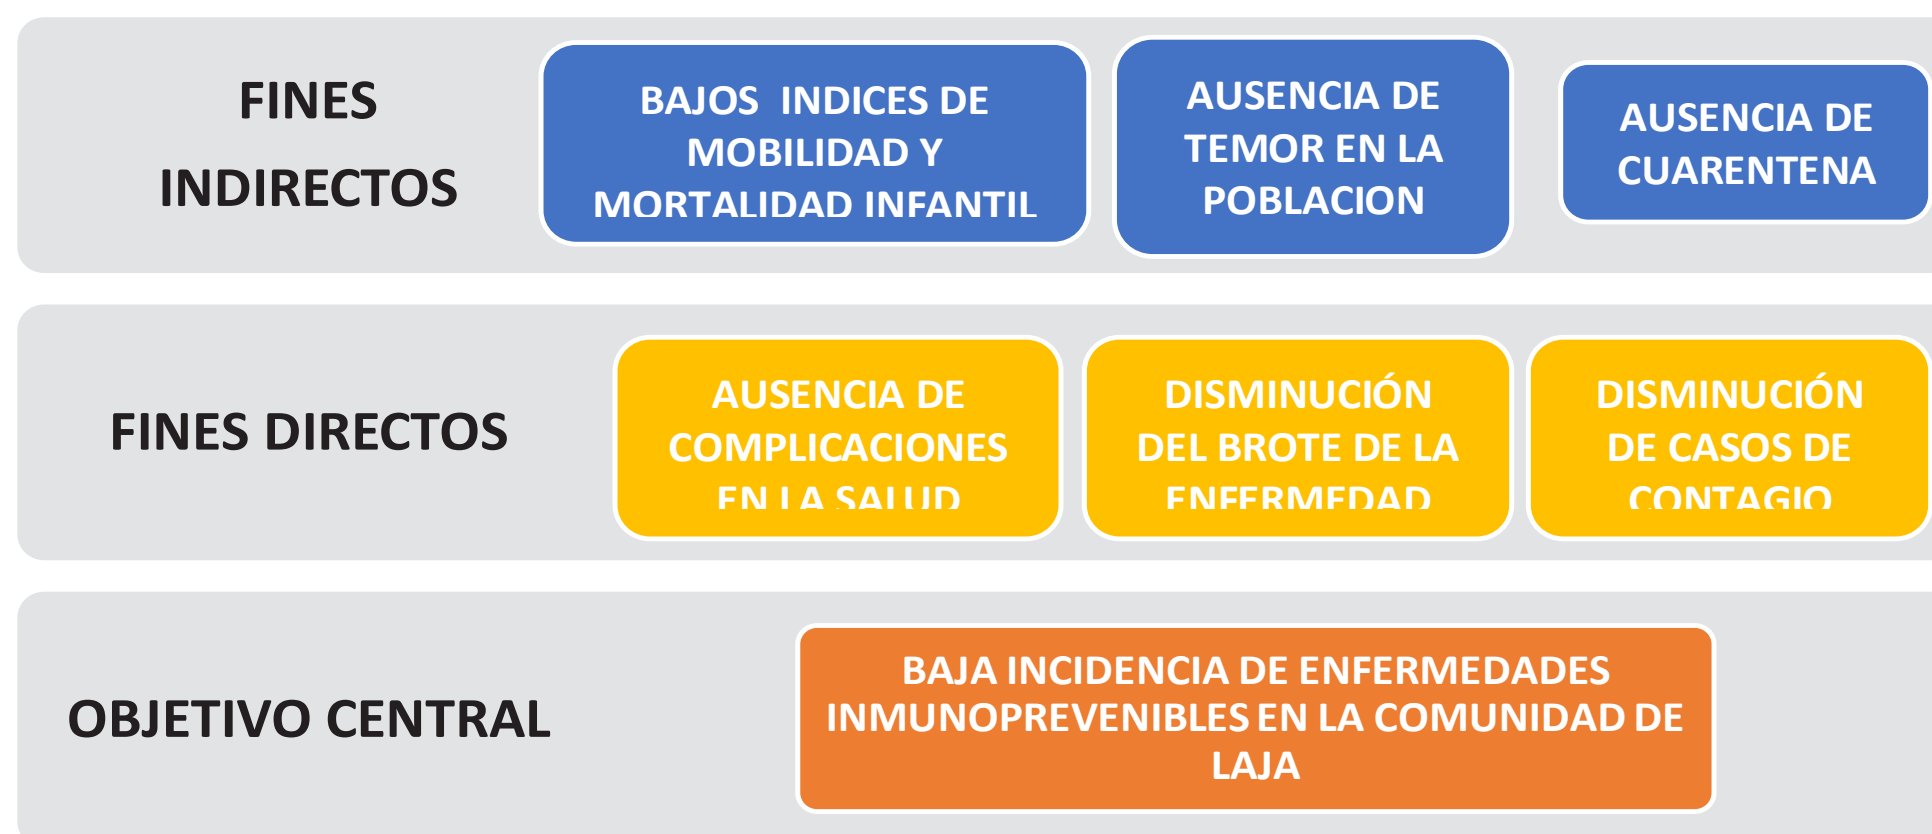 FINES
INDIRECTOS
BAJOS INDICES DE
MOBILIDAD Y
MORTALIDAD INFANTIL
AUSENCIA DE
TEMOR EN LA
POBLACION
AUSENCIA DE
CUARENTENA
FINES DIRECTOS
AUSENCIA DE
COMPLICACIONES
EN LA SALUD
DISMINUCIÓN
DEL BROTE DE LA
ENFERMEDAD
DISMINUCIÓN
DE CASOS DE
CONTAGIO
OBJETIVO CENTRAL
BAJA INCIDENCIA DE ENFERMEDADES
INMUNOPREVENIBLES EN LA COMUNIDAD DE
LAJA